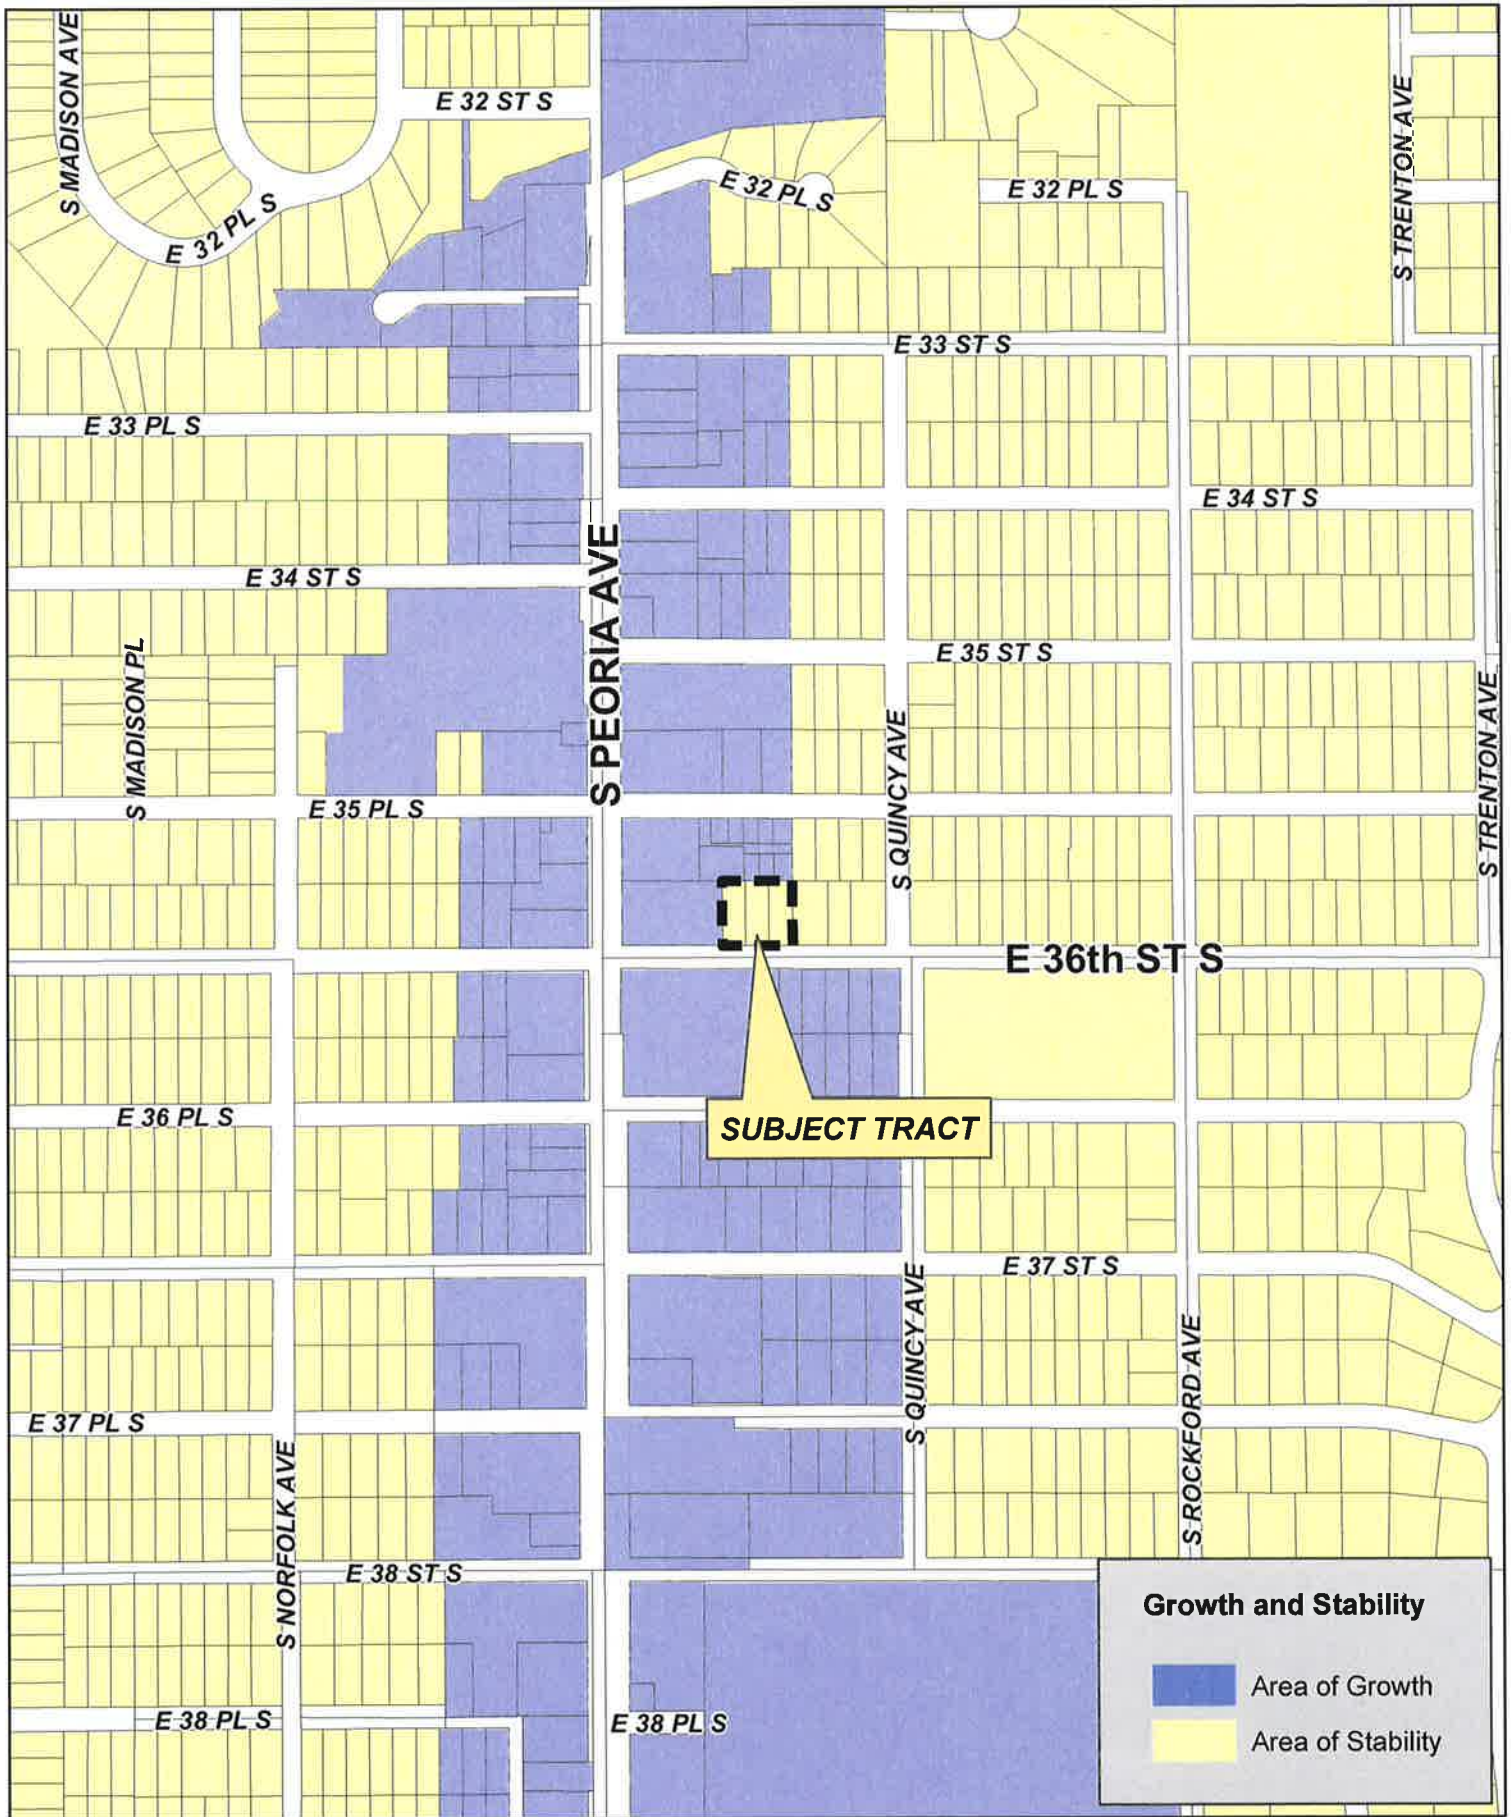 S MADISON AVE
E 32 ST S
S TRENTON AVE
E 32 PL S
E 32 PL S
E 32 PL S
E 33 ST S
E 33 PL S
E 34 ST S
S PEORIA AVE
E 34 ST S
S MADISON PL
E 35 ST S
S TRENTON AVE
S QUINCY AVE
E 35 PL S
E 36th ST S
E 36 PL S
SUBJECT TRACT
E 37 ST S
S QUINCY AVE
S ROCKFORD AVE
E 37 PL S
S NORFOLK AVE
E 38 ST S
Growth and Stability
Area of Growth
E 38 PL S
E 38 PL S
Area of Stability